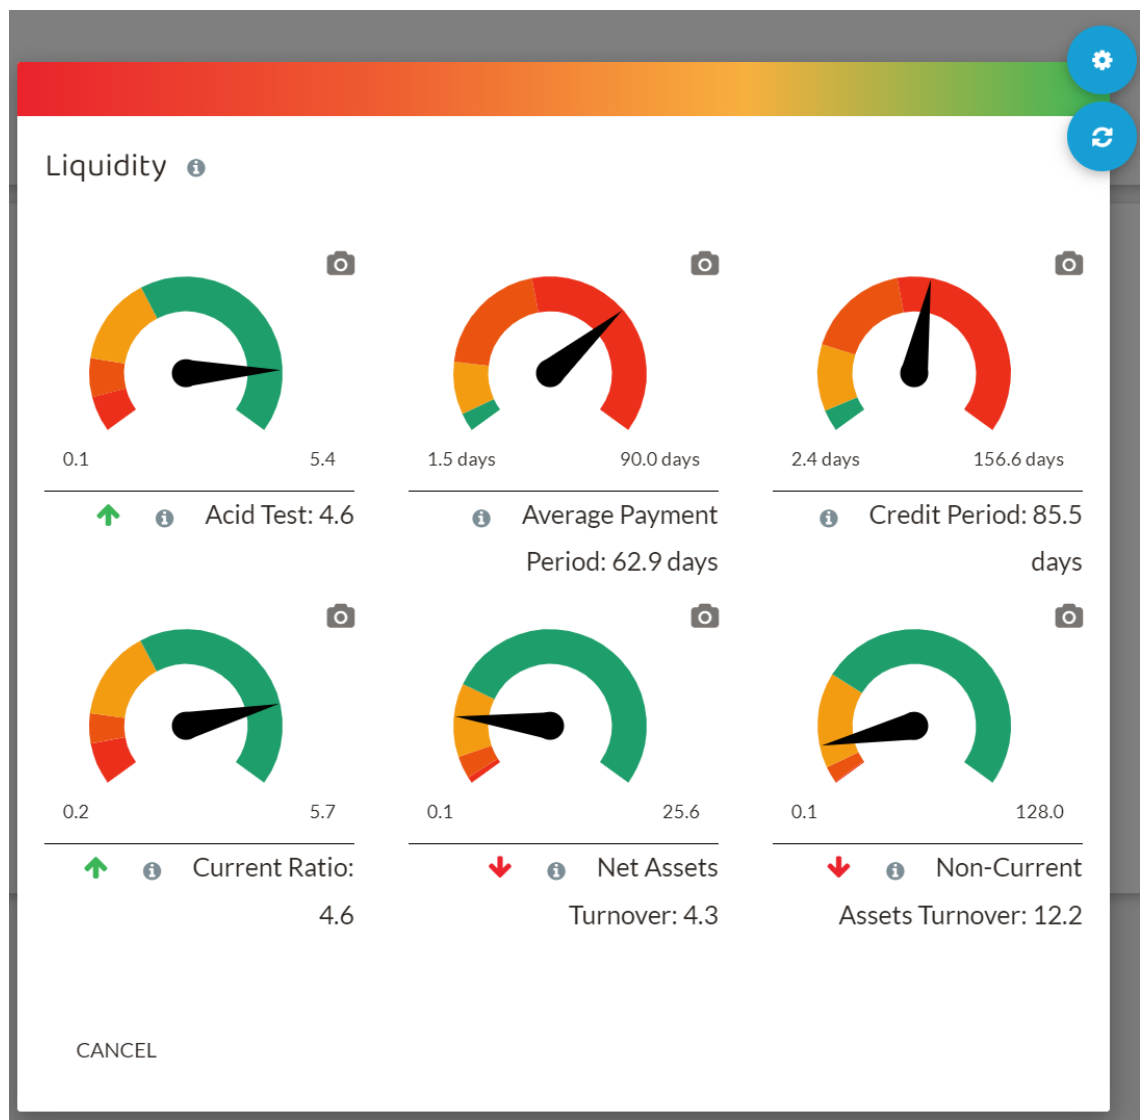 Liquidity
0.1 5.4
Acid Test: 4.6
1.5 days 90.0 days
Average Payment
Period: 62.9 days
2.4 days 156.6 days
Credit Period: 85.5
days
0.2 5.7
Current Ratio:
4.6
0.1 25.6
Net Assets
Turnover: 4.3
0.1 128.0
Non-Current
Assets Turnover: 12.2
CANCEL